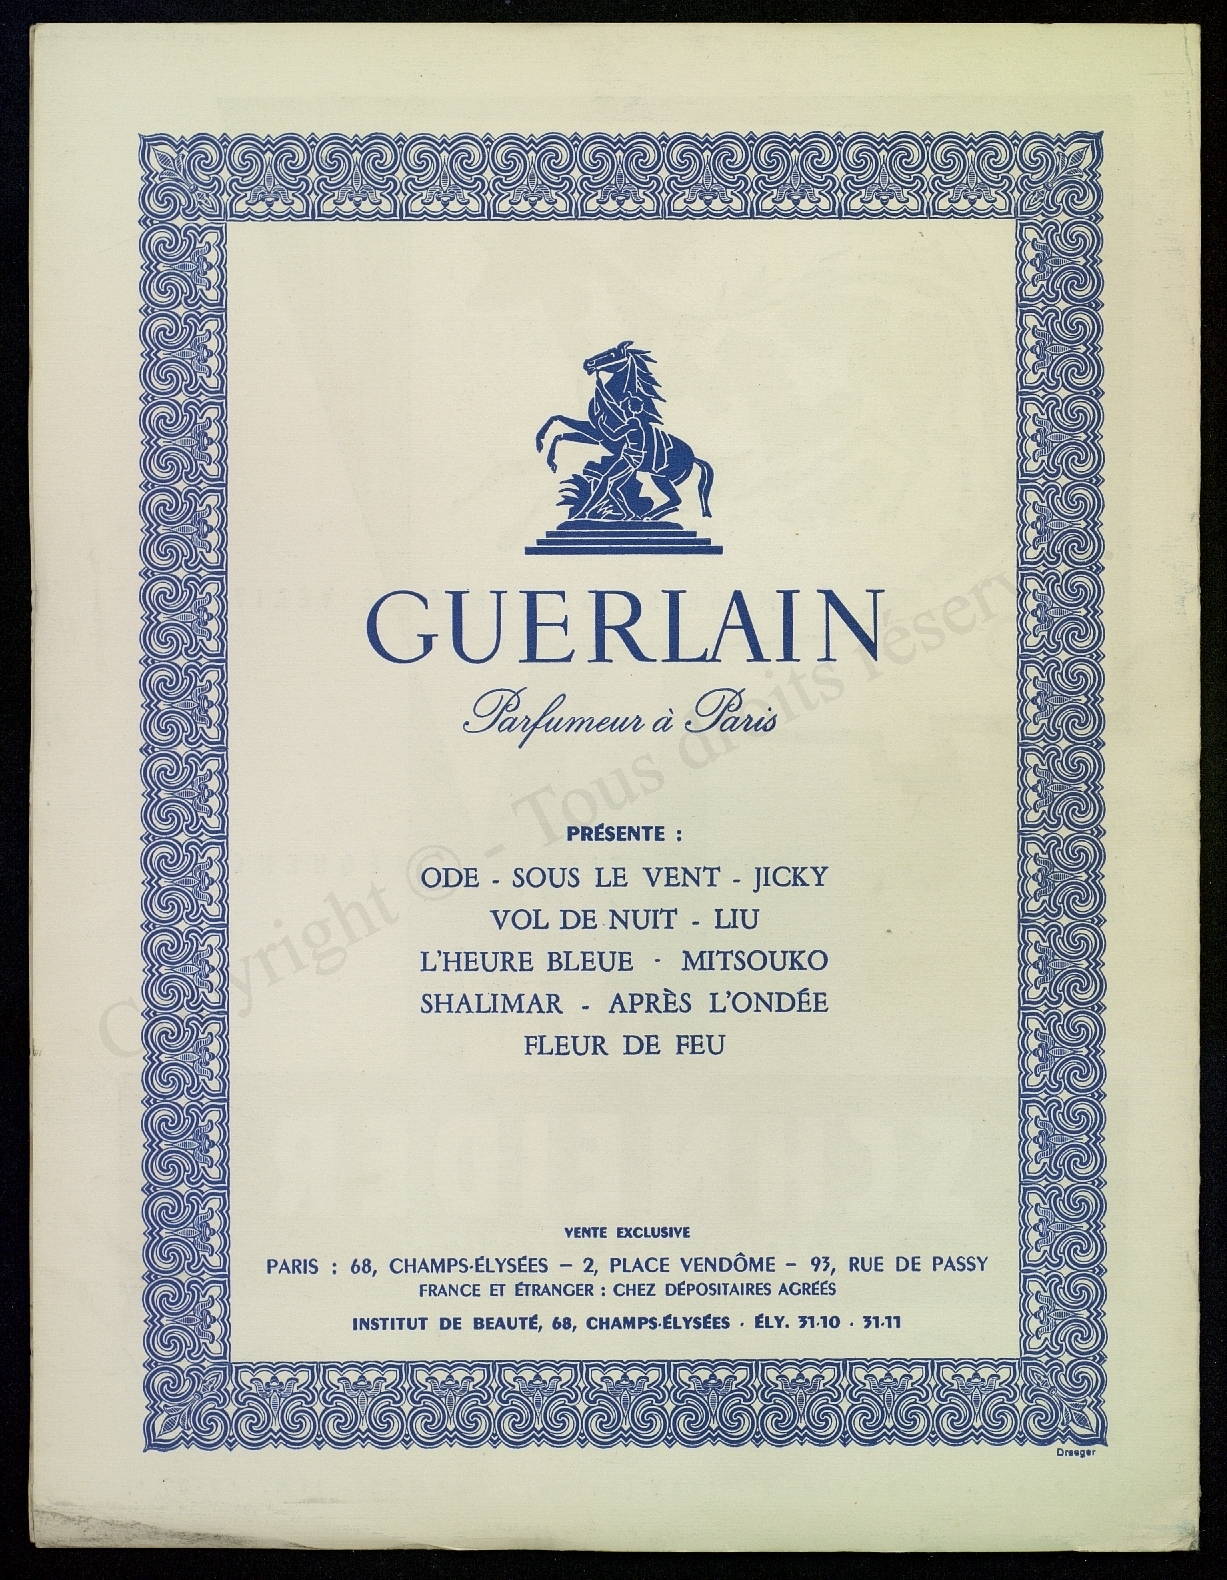 GUERLAIN
Parfumeur à Paris
PRÉSENTE :
ODE - SOUS LE VENT - JICKY
VOL DE NUIT - LIU
L'HEURE BLEUE - MITSOUKO
SHALIMAR - APRÈS L'ONDÉE
FLEUR DE FEU
VENTE EXCLUSIVE
PARIS : 68, CHAMPS-ÉLYSÉES – 2, PLACE VENDÔME – 93, RUE DE PASSY
FRANCE ET ÉTRANGER : CHEZ DÉPOSITAIRES AGRÉÉS
INSTITUT DE BEAUTÉ, 68, CHAMPS-ÉLYSÉES · ÉLY. 31-10 · 31-11
Draeger
Copyright © - Tous droits réservés.